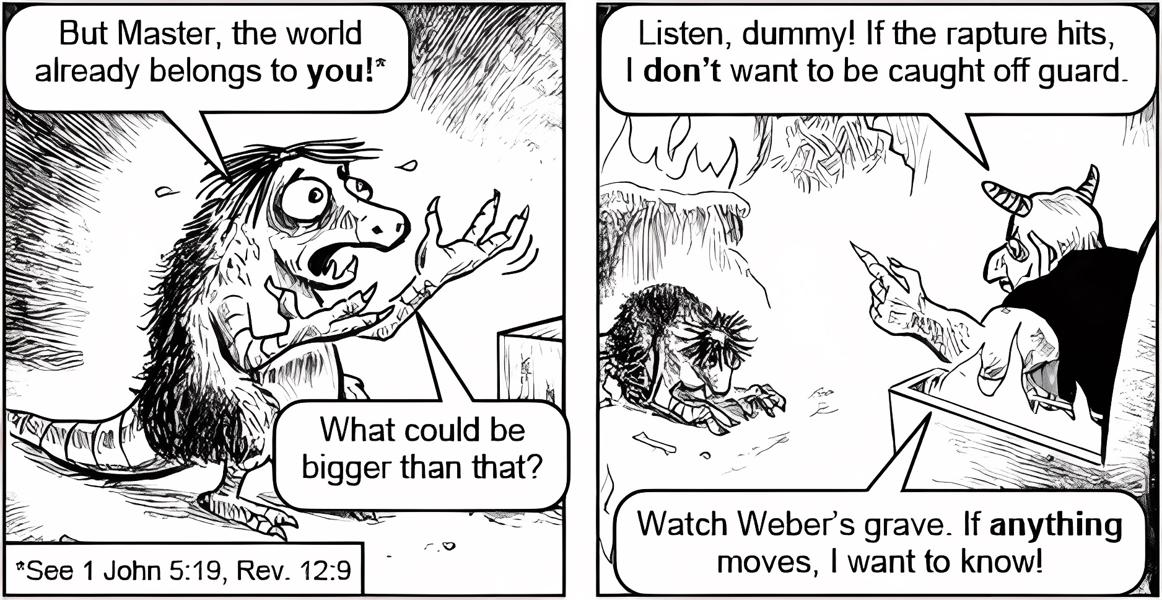 But Master, the world
already belongs to you!*
What could be
bigger than that?
*See 1 John 5:19, Rev. 12:9
Listen, dummy! If the rapture hits,
I don't want to be caught off guard.
Watch Weber's grave. If anything
moves, I want to know!